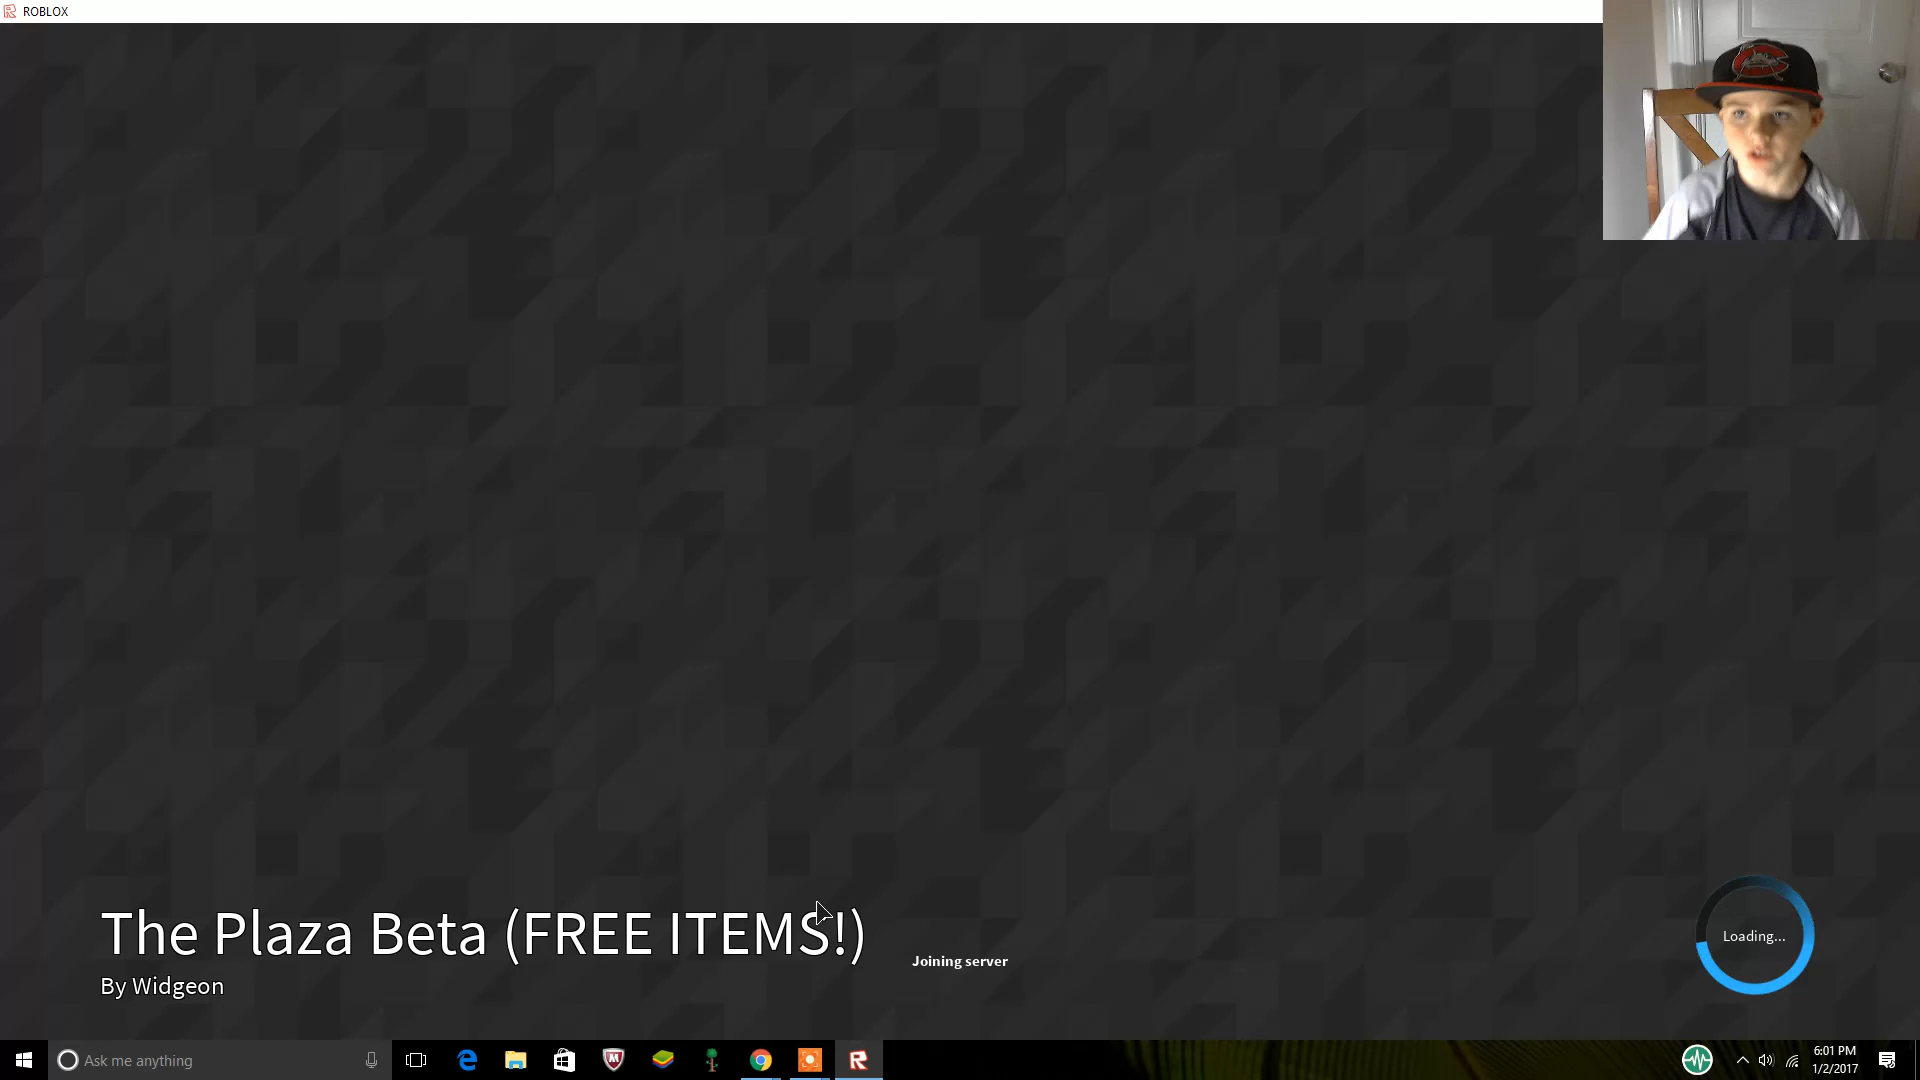 ROBLOX
The Plaza Beta (FREE ITEMS!)
By Widgeon
Joining server
Loading...
Ask me anything
6:01 PM
1/2/2017